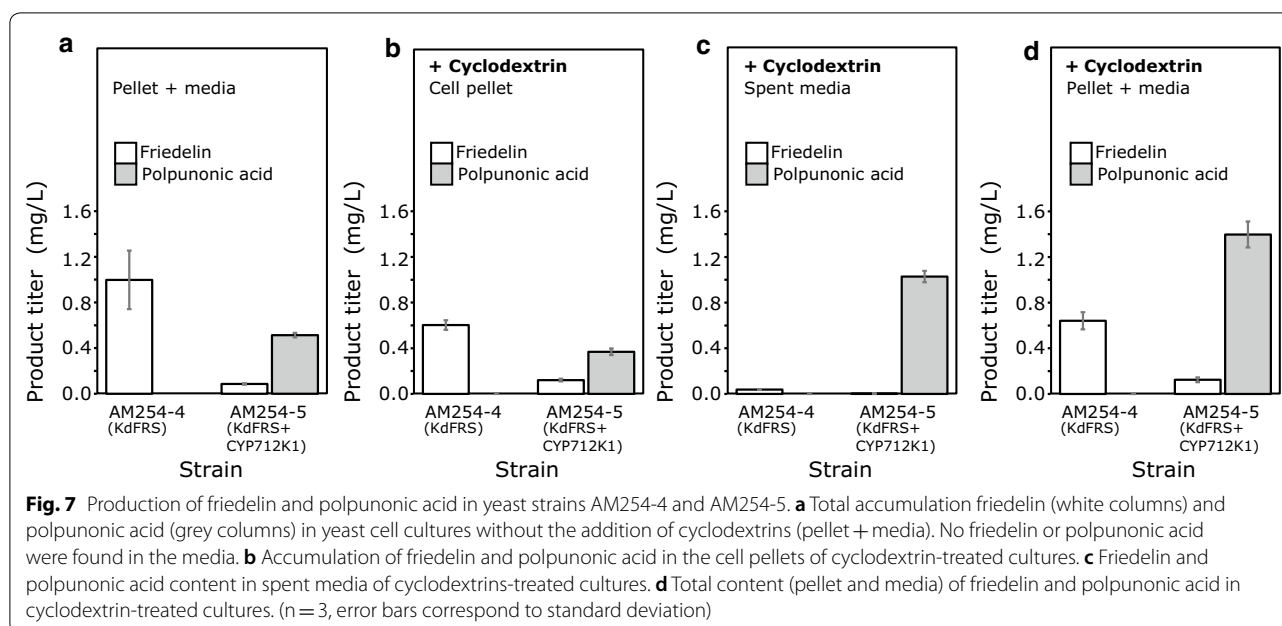 a
Pellet + media
Friedelin
Polpunonic acid
Product titer (mg/L)
1.6
1.2
0.8
0.4
0.0
AM254-4
(KdFRS)
AM254-5
(KdFRS+
CYP712K1)
Strain
b
+ Cyclodextrin
Cell pellet
Friedelin
Polpunonic acid
Product titer (mg/L)
1.6
1.2
0.8
0.4
0.0
AM254-4
(KdFRS)
AM254-5
(KdFRS+
CYP712K1)
Strain
c
+ Cyclodextrin
Spent media
Friedelin
Polpunonic acid
Product titer (mg/L)
1.6
1.2
0.8
0.4
0.0
AM254-4
(KdFRS)
AM254-5
(KdFRS+
CYP712K1)
Strain
d
+ Cyclodextrin
Pellet + media
Friedelin
Polpunonic acid
Product titer (mg/L)
1.6
1.2
0.8
0.4
0.0
AM254-4
(KdFRS)
AM254-5
(KdFRS+
CYP712K1)
Strain
Fig. 7 Production of friedelin and polpunonic acid in yeast strains AM254-4 and AM254-5. a Total accumulation friedelin (white columns) and
polpunonic acid (grey columns) in yeast cell cultures without the addition of cyclodextrins (pellet + media). No friedelin or polpunonic acid
were found in the media. b Accumulation of friedelin and polpunonic acid in the cell pellets of cyclodextrin-treated cultures. c Friedelin and
polpunonic acid content in spent media of cyclodextrins-treated cultures. d Total content (pellet and media) of friedelin and polpunonic acid in
cyclodextrin-treated cultures. (n = 3, error bars correspond to standard deviation)